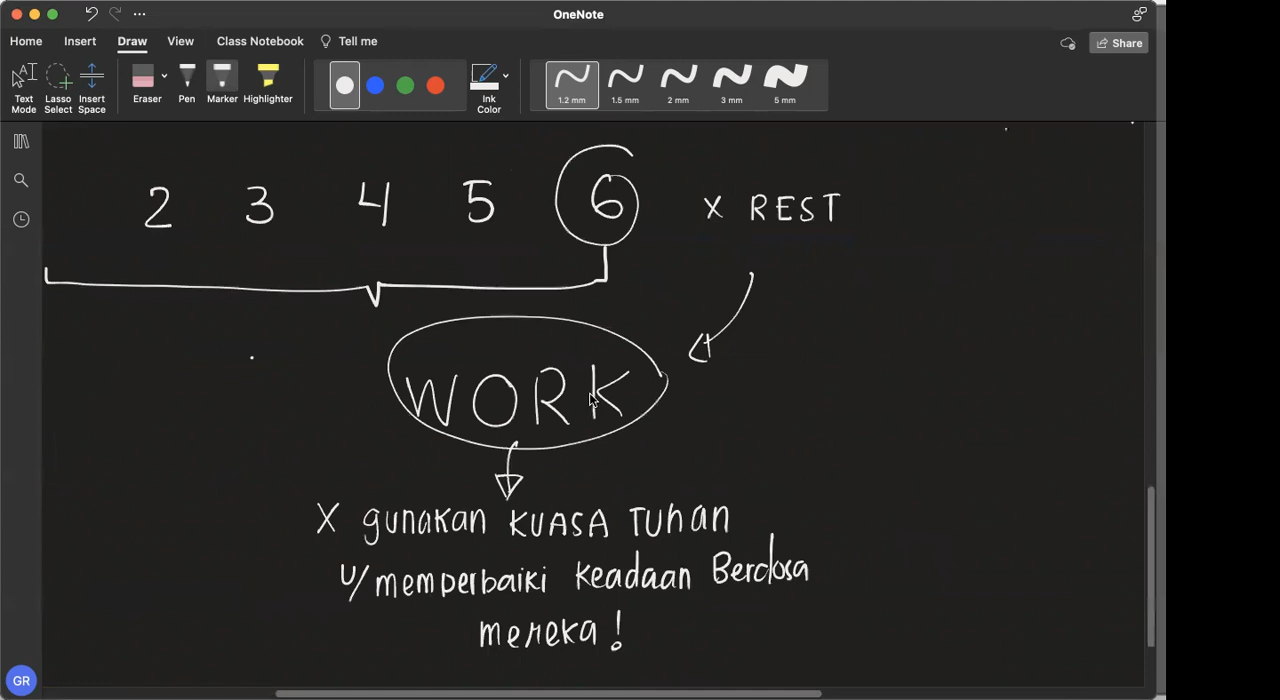 OneNote
Home Insert Draw View Class Notebook Tell me
Share
Text Mode
Lasso Select
Insert Space
Eraser
Pen
Marker
Highlighter
Ink Color
1.2 mm
1.5 mm
2 mm
3 mm
5 mm
2 3 4 5 6 x REST
WORK
X gunakan KUASA TUHAN
u/memperbaiki Keadaan Berdosa
mereka!
GR